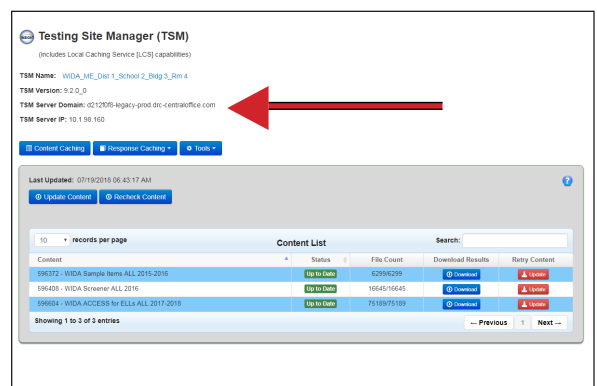 Testing Site Manager (TSM)
(includes Local Caching Service [LCS] capabilities)
TSM Name: WIDA_ME_Dist 1_School 2_Bldg 3_Rm 4
TSM Version: 9.2.0_0
TSM Server Domain: d212f0f8-legacy-prod.drc-centraloffice.com
TSM Server IP: 10.1.98.160
Content Caching Response Caching Tools
Last Updated: 07/19/2018 06:43:17 AM
Update Content Recheck Content
10 records per page
Content List
Search:
Content Status File Count Download Results Retry Content
596372 - WIDA Sample Items ALL 2015-2016 Up to Date 6299/6299 Download Update
596408 - WIDA Screener ALL 2016 Up to Date 16645/16645 Download Update
596604 - WIDA ACCESS for ELLs ALL 2017-2018 Up to Date 75189/75189 Download Update
Showing 1 to 3 of 3 entries
← Previous 1 Next →